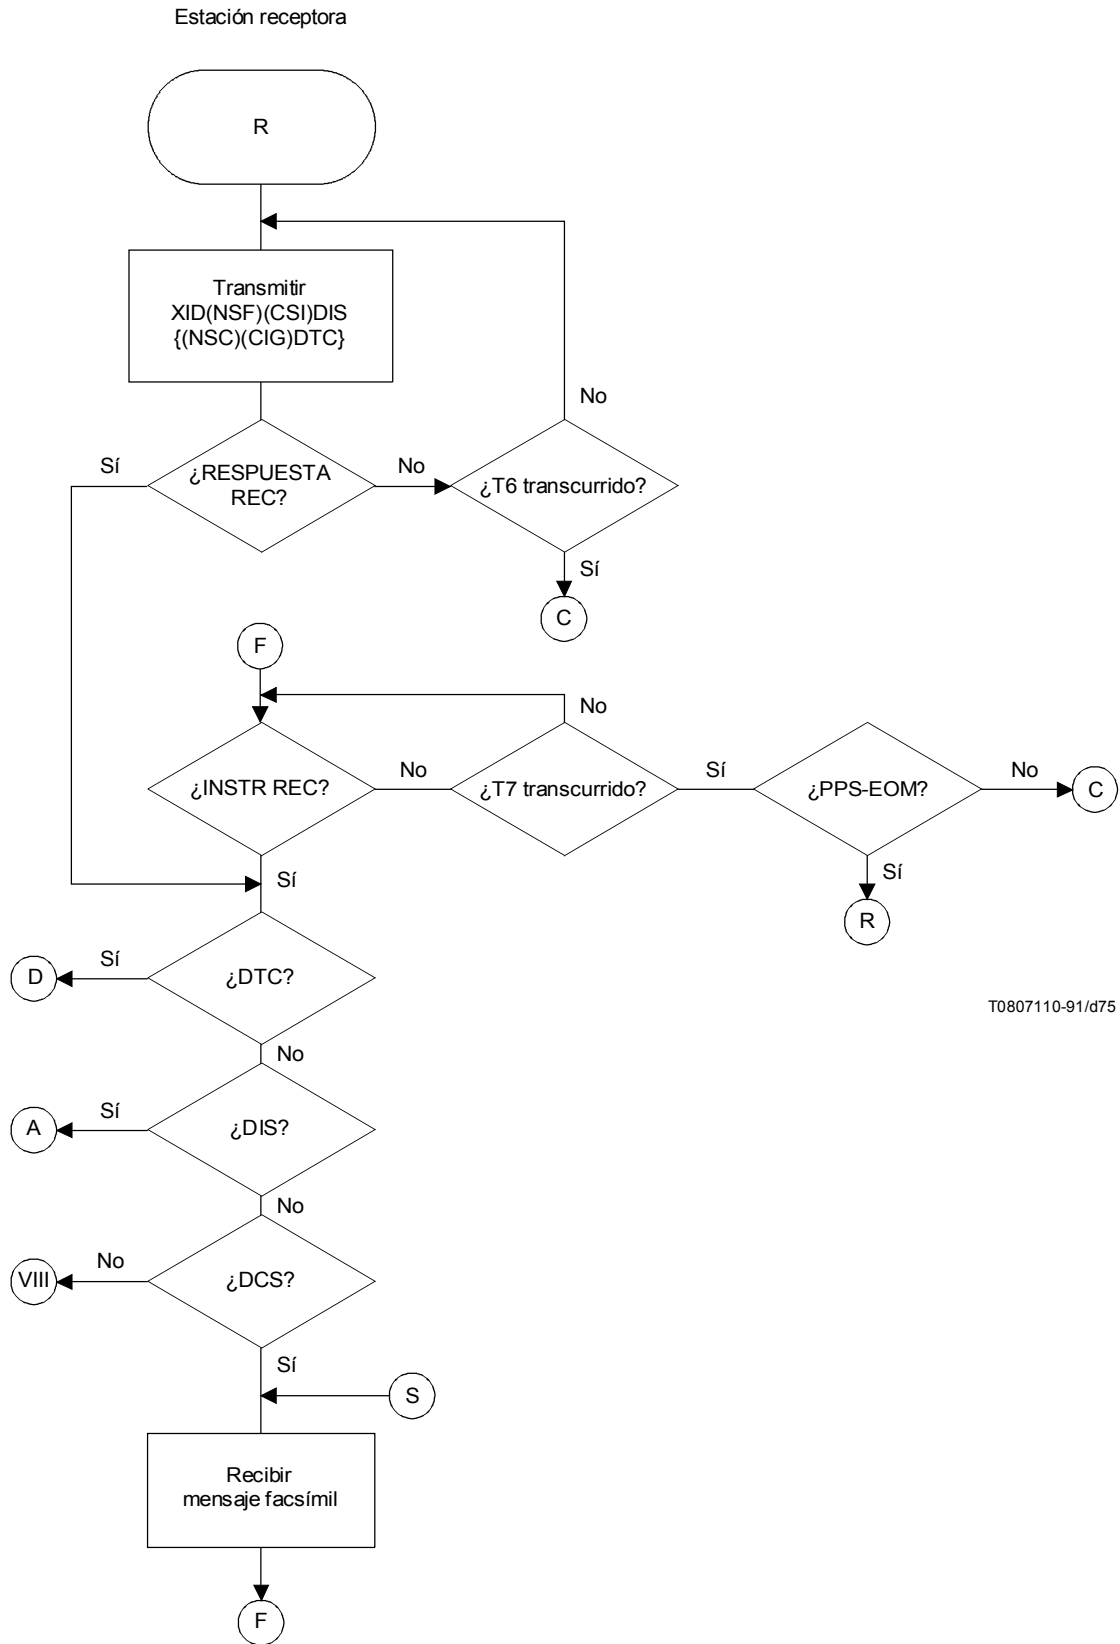 Estación receptora
R
Transmitir
XID(NSF)(CSI)DIS
{(NSC)(CIG)DTC}
No
Sí
¿RESPUESTA
REC?
No
¿T6 transcurrido?
Sí
C
F
No
¿INSTR REC?
No
¿T7 transcurrido?
Sí
¿PPS-EOM?
No
C
Sí
Sí
R
Sí
D
¿DTC?
T0807110-91/d75
No
Sí
A
¿DIS?
No
No
VIII
¿DCS?
Sí
S
Recibir
mensaje facsímil
F